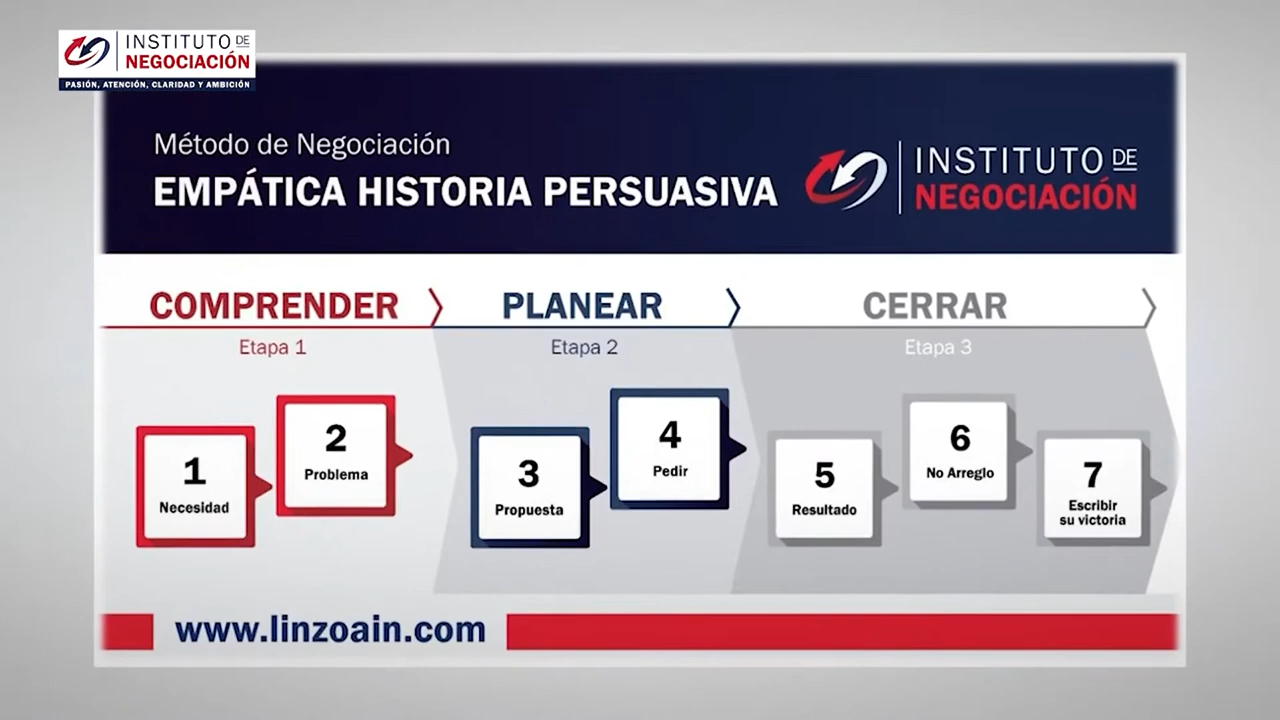 INSTITUTO DE
NEGOCIACIÓN
PASIÓN, ATENCIÓN, CLARIDAD Y AMBICIÓN
Método de Negociación
EMPÁTICA HISTORIA PERSUASIVA
INSTITUTO DE
NEGOCIACIÓN
COMPRENDER
PLANEAR
CERRAR
Etapa 1
Etapa 2
Etapa 3
1
Necesidad
2
Problema
3
Propuesta
4
Pedir
5
Resultado
6
No Arreglo
7
Escribir
su victoria
www.linzoain.com